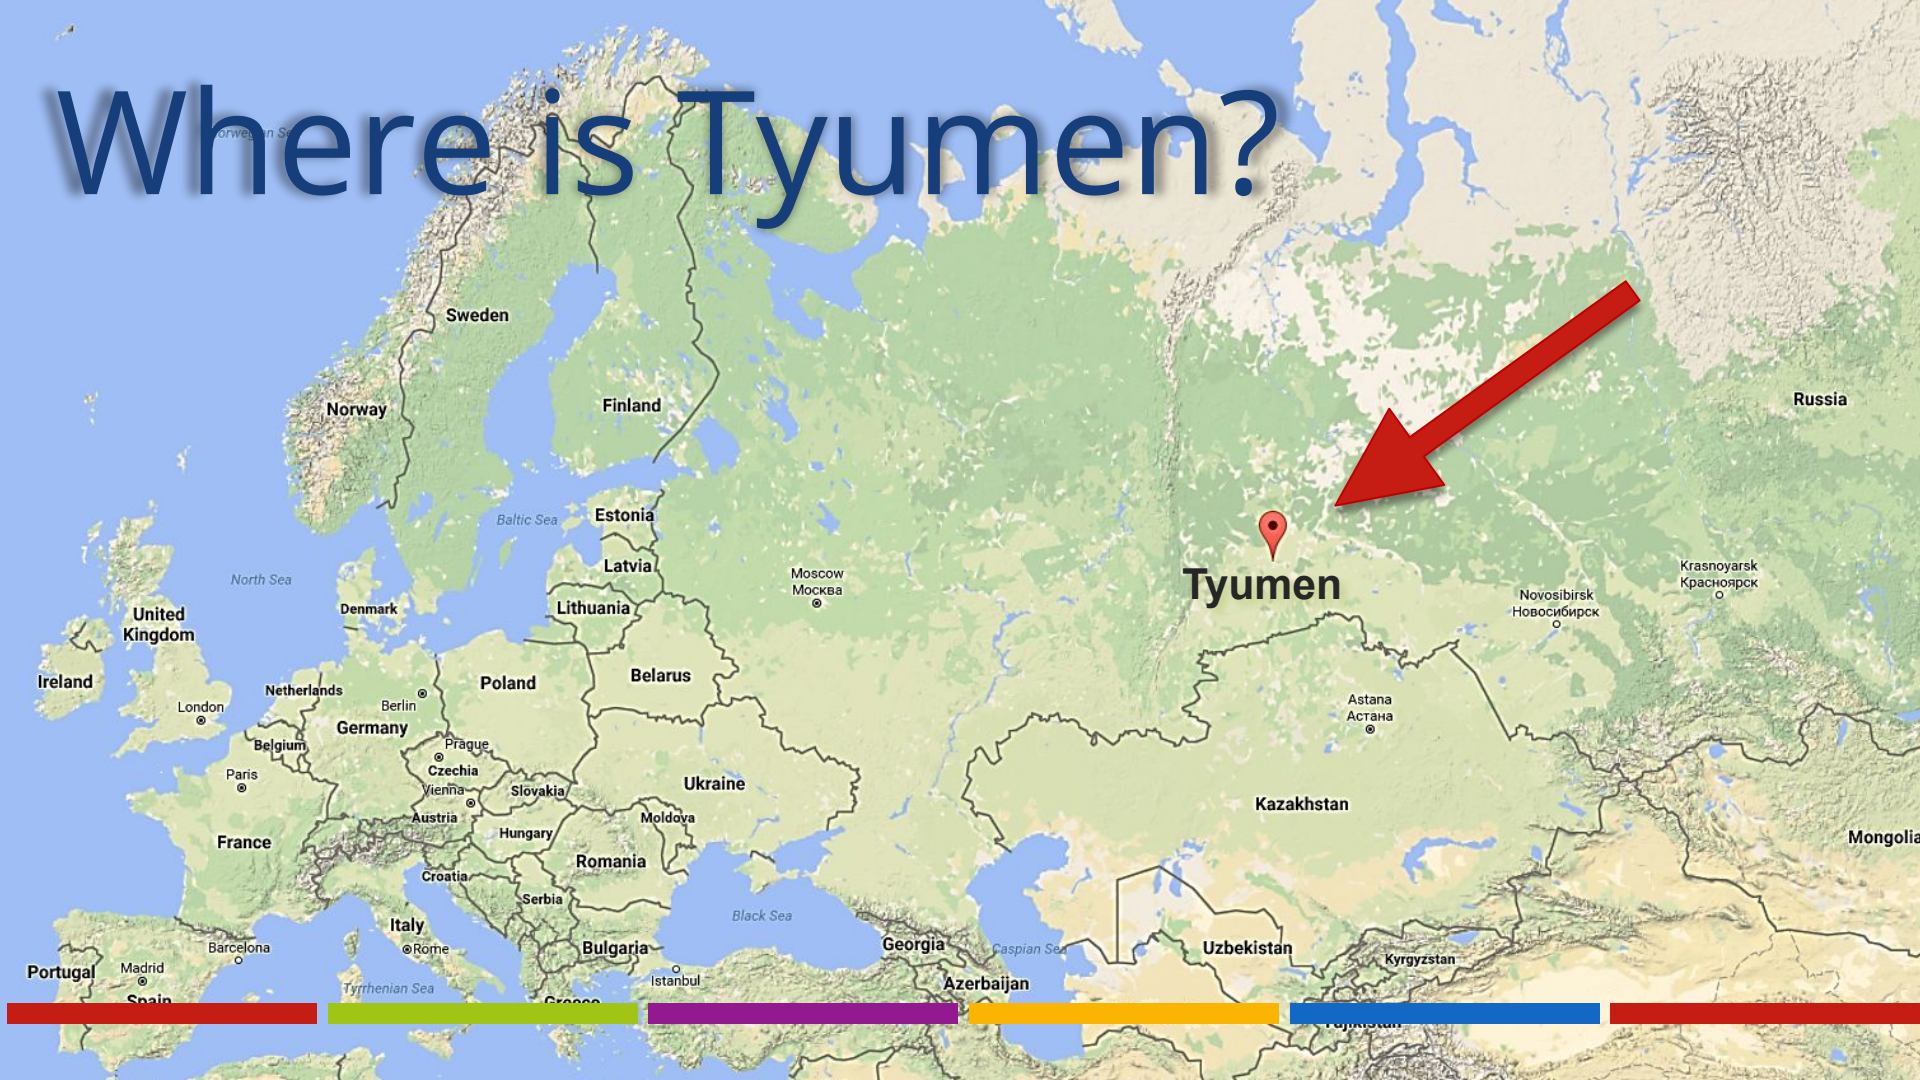 Where is Tyumen?
Norwegian Sea
Sweden
Norway
Finland
Russia
Baltic Sea
Estonia
Latvia
North Sea
Denmark
Lithuania
Moscow
Москва
Tyumen
Krasnoyarsk
Красноярск
Novosibirsk
Новосибирск
United
Kingdom
Ireland
London
Netherlands
Berlin
Germany
Poland
Belarus
Astana
Астана
Belgium
Prague
Czechia
Paris
Vienna
Slovakia
Ukraine
Kazakhstan
Austria
Moldova
France
Hungary
Romania
Mongolia
Croatia
Serbia
Italy
Black Sea
Rome
Barcelona
Bulgaria
Georgia
Caspian Sea
Uzbekistan
Kyrgyzstan
Portugal
Madrid
Istanbul
Azerbaijan
Tyrrhenian Sea
Spain
Greece
Tajikistan